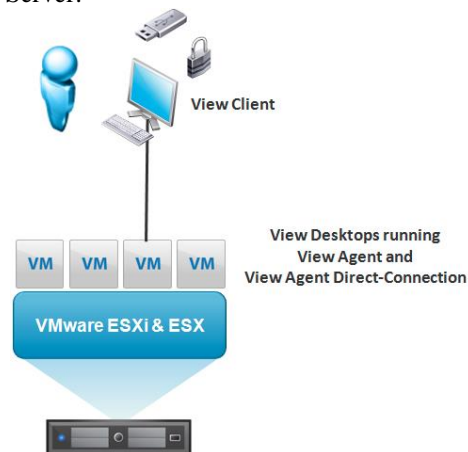 Server.
View Client
View Desktops running
View Agent and
View Agent Direct-Connection
VM VM VM VM
VMware ESXi & ESX